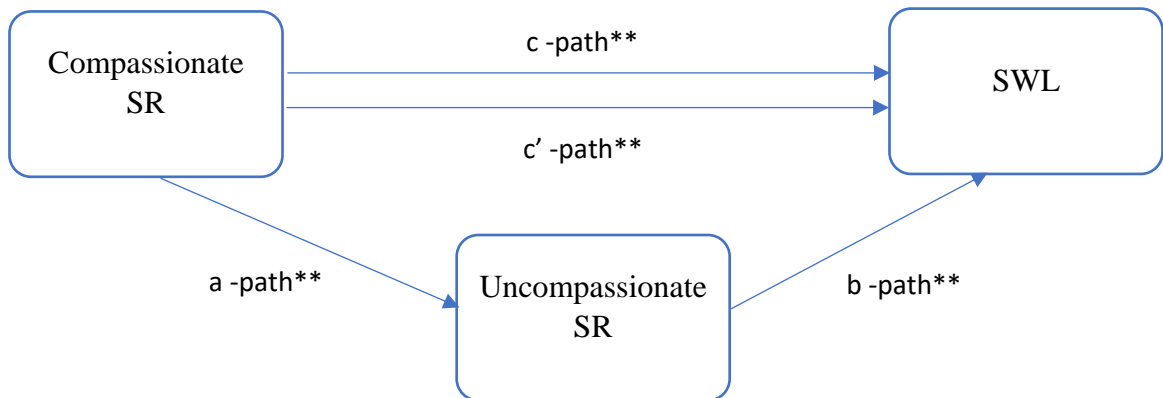 c -path**
Compassionate
SR
SWL
c’ -path**
a -path**
Uncompassionate
SR
b -path**